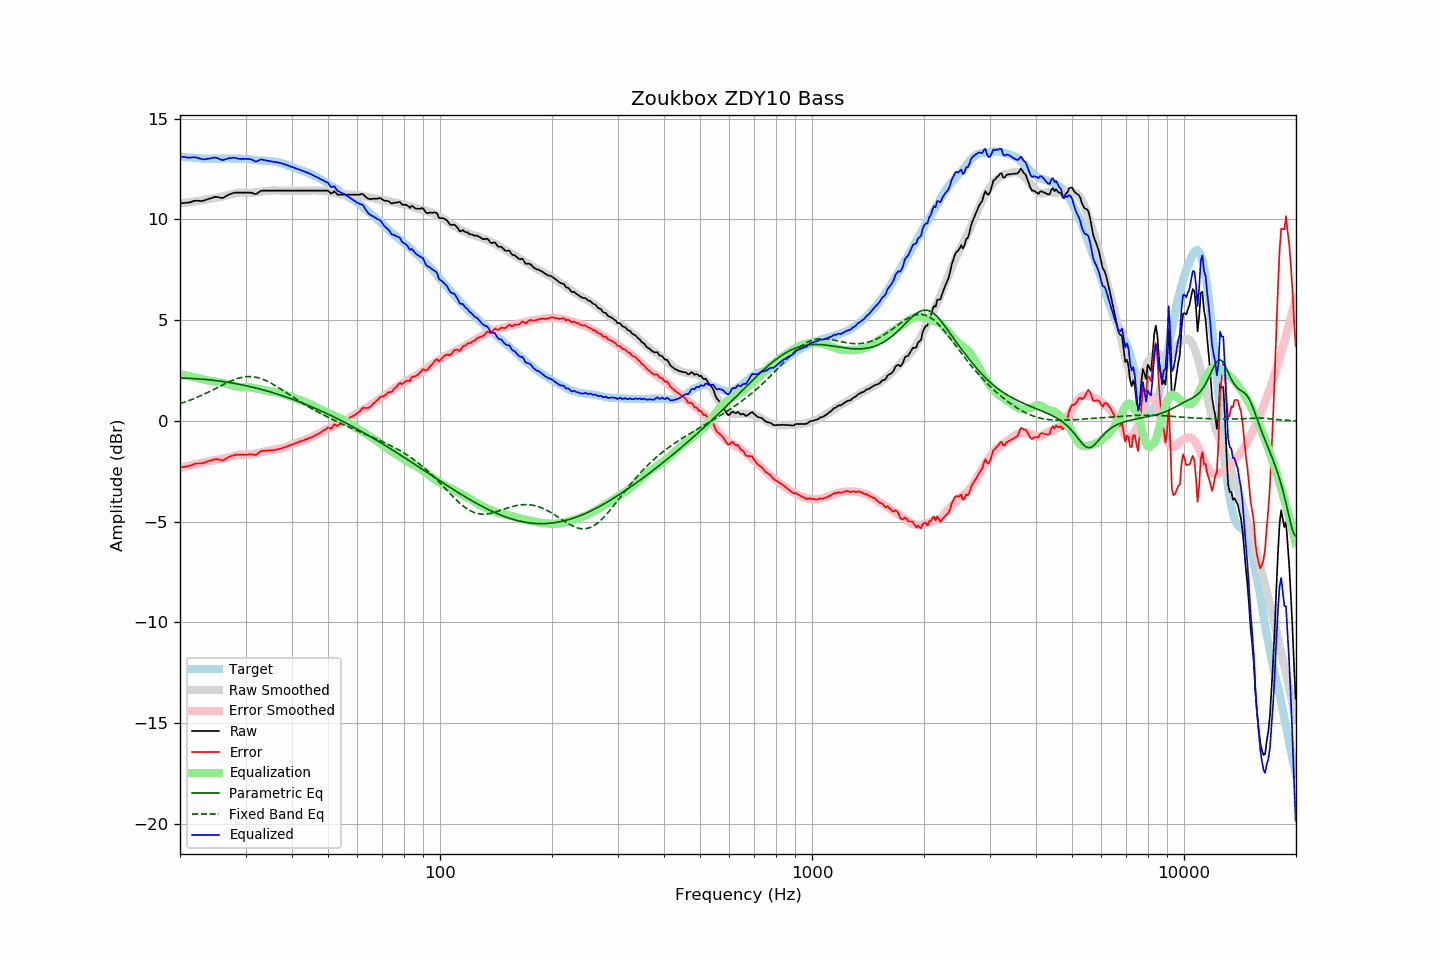 Zoukbox ZDY10 Bass
15
10
5
0
−5
−10
−15
−20
Amplitude (dBr)
Target
Raw Smoothed
Error Smoothed
Raw
Error
Equalization
Parametric Eq
Fixed Band Eq
Equalized
100
1000
10000
Frequency (Hz)